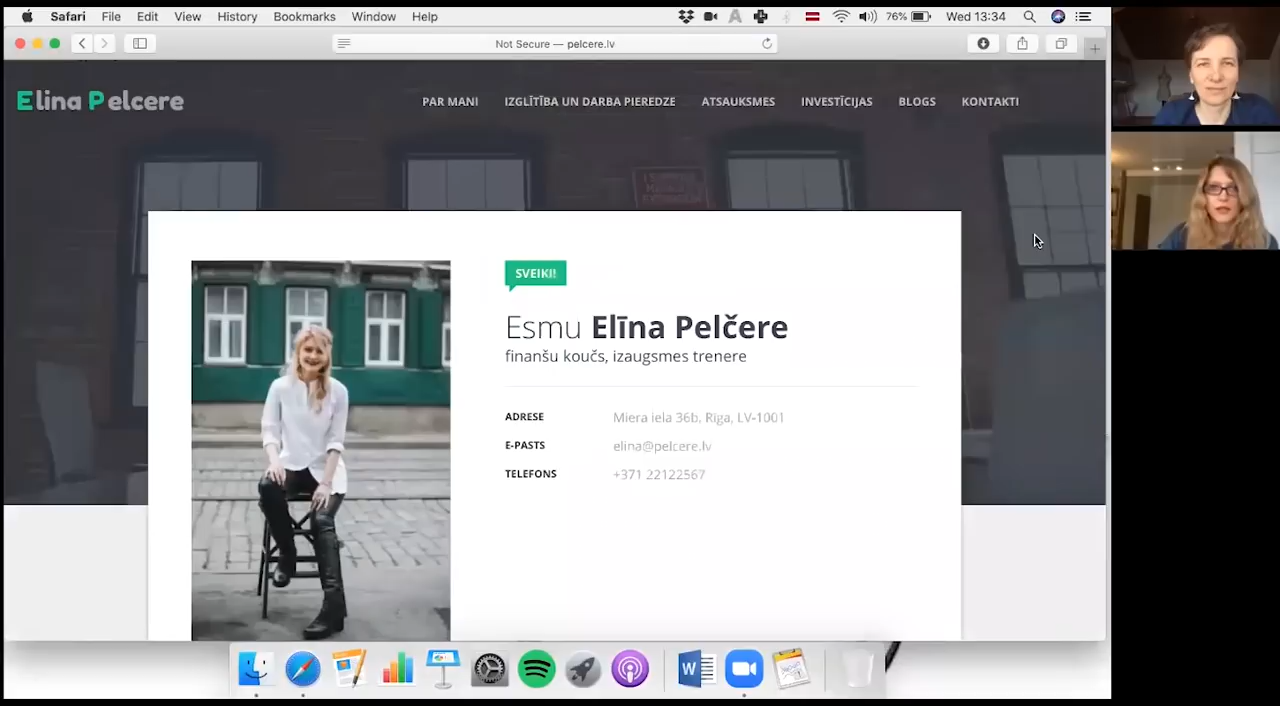 Safari File Edit View History Bookmarks Window Help 76% Wed 13:34
Not Secure — pelcere.lv
Elina Pelcere PAR MANI IZGLĪTĪBA UN DARBA PIEREDZE ATSAUKSMES INVESTĪCIJAS BLOGS KONTAKTI
SVEIKI!
Esmu Elīna Pelčere
finanšu koučs, izaugsmes trenere
ADRESE Miera iela 36b, Rīga, LV-1001
E-PASTS elina@pelcere.lv
TELEFONS +371 22122567
W